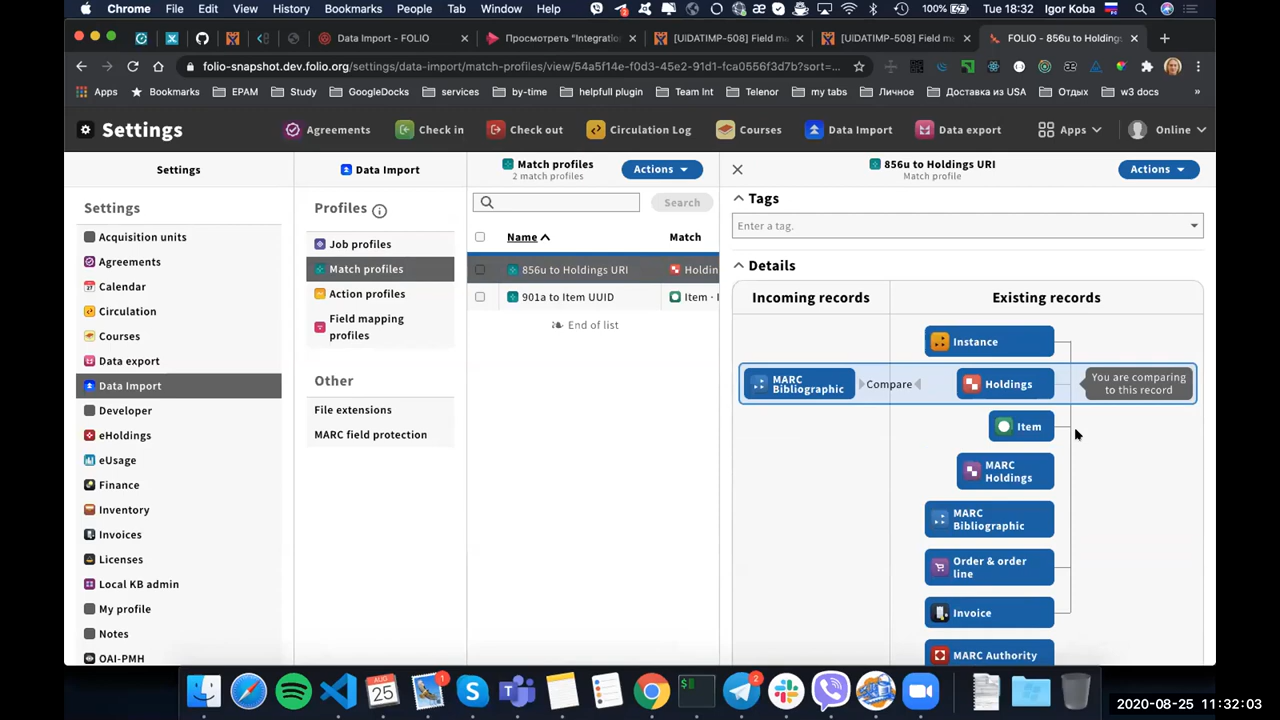 Chrome File Edit View History Bookmarks People Tab Window Help 2 100% Tue 18:32 Igor Koba
Data Import - FOLIO Просмотреть "Integration [UIDATIMP-508] Field m [UIDATIMP-508] Field m FOLIO - 856u to Holdings
folio-snapshot.dev.folio.org/settings/data-import/match-profiles/view/54a5f14e-f0d3-45e2-91d1-fca0556f3d7b?sort=...
Apps Bookmarks EPAM Study GoogleDocks services by-time helpfull plugin Team Int Telenor my tabs Личное Доставка из USA Отдых w3 docs
Settings Agreements Check in Check out Circulation Log Courses Data Import Data export Apps Online
Settings
Data Import
Match profiles
2 match profiles
Actions
856u to Holdings URI
Match profile
Actions
Settings
Acquisition units
Agreements
Calendar
Circulation
Courses
Data export
Data Import
Developer
eHoldings
eUsage
Finance
Inventory
Invoices
Licenses
Local KB admin
My profile
Notes
OAI-PMH
Profiles
Job profiles
Match profiles
Action profiles
Field mapping
profiles
Other
File extensions
MARC field protection
Search
Name Match
856u to Holdings URI Holdin
901a to Item UUID Item · I
End of list
Tags
Enter a tag.
Details
Incoming records Existing records
Instance
MARC
Bibliographic
Compare
Holdings
You are comparing
to this record
Item
MARC
Holdings
MARC
Bibliographic
Order & order
line
Invoice
MARC Authority
AUG
25
1
2
2020-08-25 11:32:03